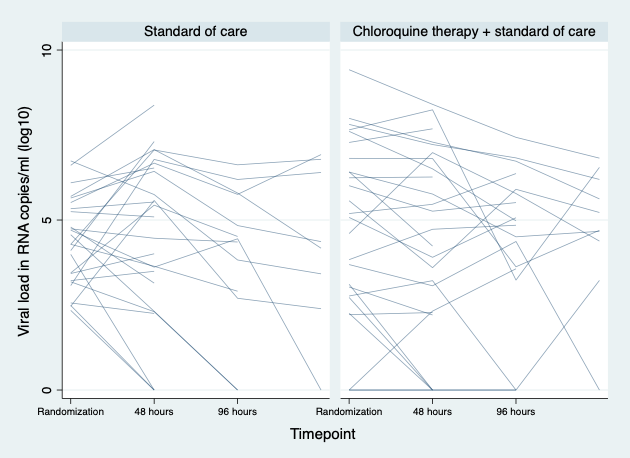 Standard of care
Chloroquine therapy + standard of care
Viral load in RNA copies/ml (log10)
10
5
0
Randomization 48 hours 96 hours
Randomization 48 hours 96 hours
Timepoint